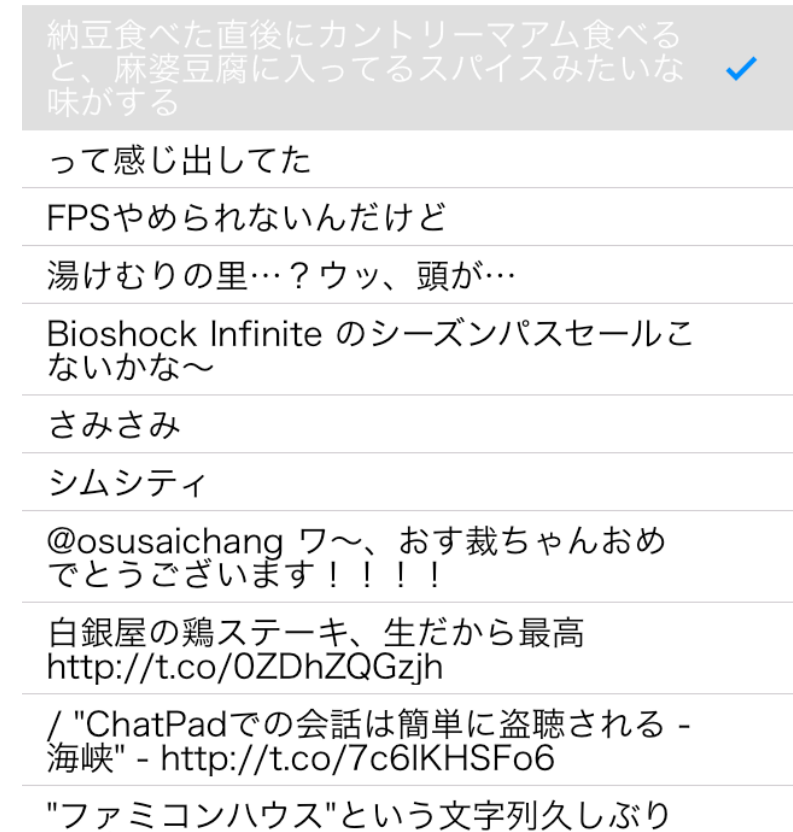 納豆食べた直後にカントリーマアム食べる
と、麻婆豆腐に入ってるスパイスみたいな
味がする
って感じ出してた
FPSやめられないんだけど
湯けむりの里…？ウッ、頭が…
Bioshock Infinite のシーズンパスセールこ
ないかな〜
さみさみ
シムシティ
@osusaichang ワ〜、おす裁ちゃんおめ
でとうございます！！！！
白銀屋の鶏ステーキ、生だから最高
http://t.co/0ZDhZQGzjh
/ "ChatPadでの会話は簡単に盗聴される -
海峡" - http://t.co/7c6lKHSFo6
"ファミコンハウス"という文字列久しぶり